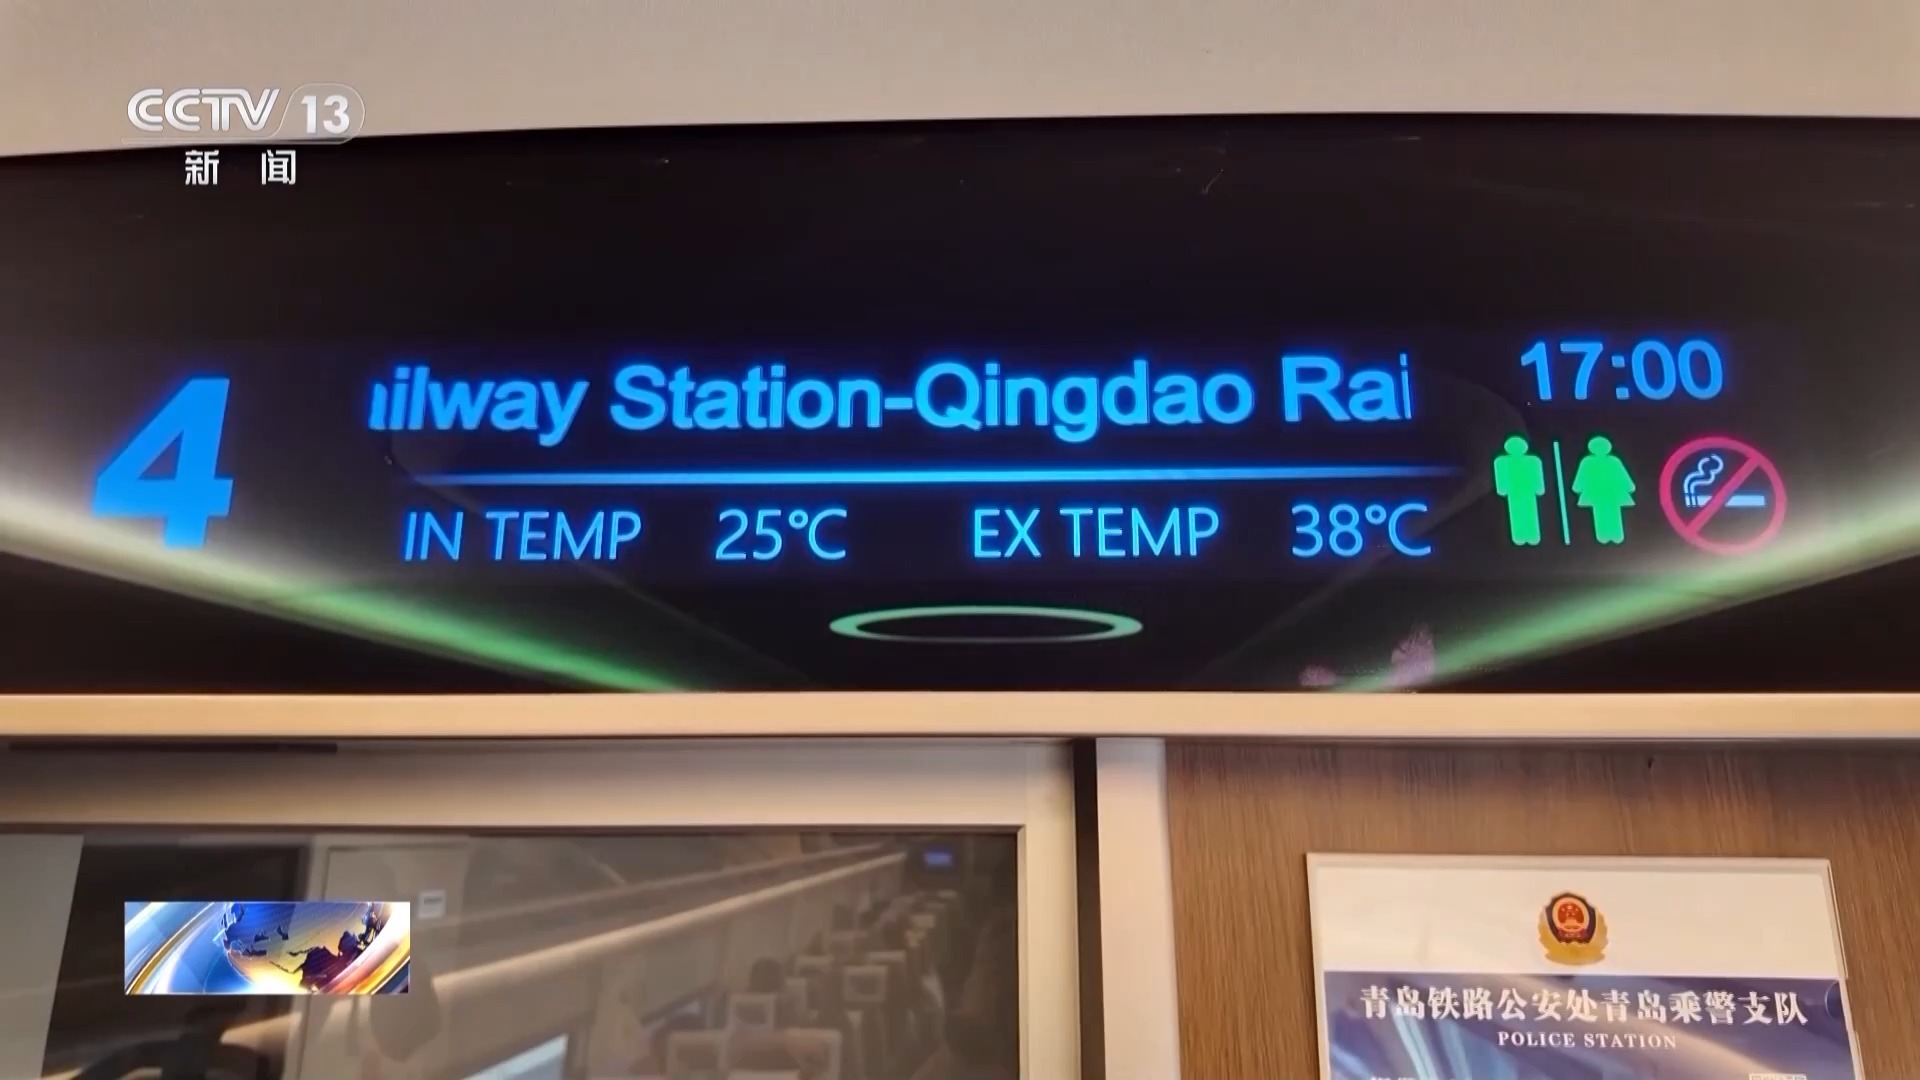 CCTV 13
新闻
4
ilway Station-Qingdao Rai
17:00
IN TEMP 25℃ EX TEMP 38℃
青岛铁路公安处青岛乘警支队
POLICE STATION